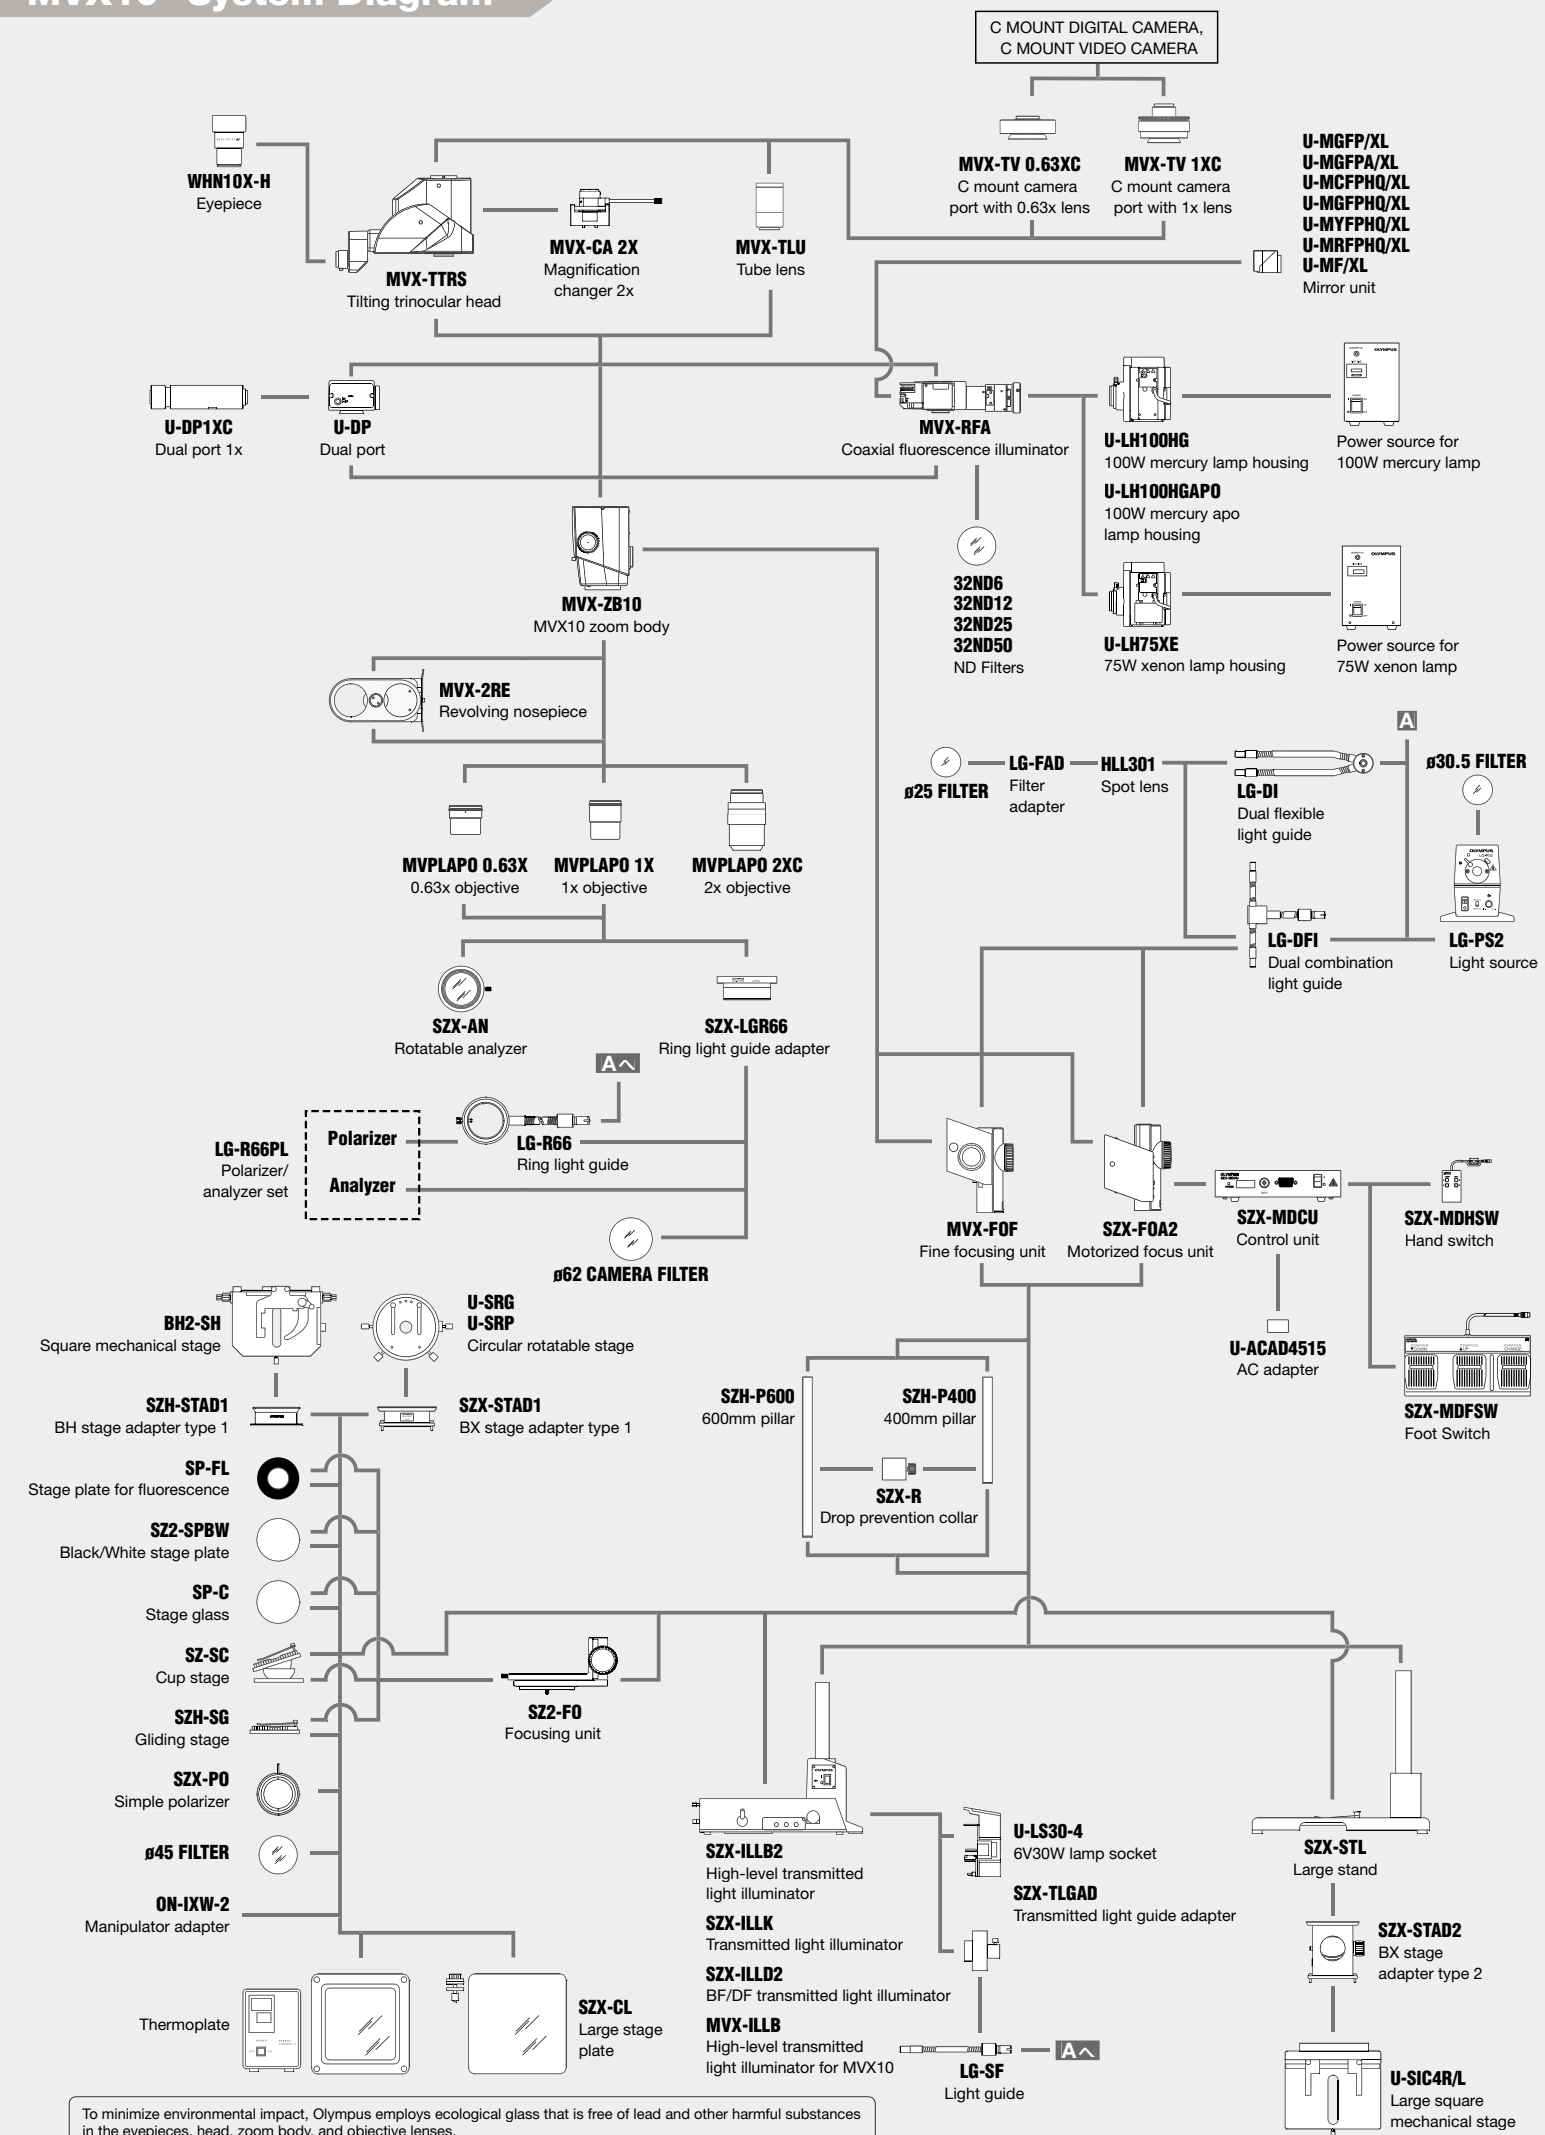 MVX10 System Diagram
C MOUNT DIGITAL CAMERA,
C MOUNT VIDEO CAMERA
WHN10X-H
Eyepiece
MVX-TTRS
Tilting trinocular head
MVX-CA 2X
Magnification
changer 2x
MVX-TLU
Tube lens
MVX-TV 0.63XC
C mount camera
port with 0.63x lens
MVX-TV 1XC
C mount camera
port with 1x lens
U-MGFP/XL
U-MGFPA/XL
U-MCFPHQ/XL
U-MGFPHQ/XL
U-MYFPHQ/XL
U-MRFPHQ/XL
U-MF/XL
Mirror unit
U-DP1XC
Dual port 1x
U-DP
Dual port
MVX-RFA
Coaxial fluorescence illuminator
U-LH100HG
100W mercury lamp housing
U-LH100HGAPO
100W mercury apo
lamp housing
OLYMPUS
Power source for
100W mercury lamp
MVX-ZB10
MVX10 zoom body
32ND6
32ND12
32ND25
32ND50
ND Filters
U-LH75XE
75W xenon lamp housing
OLYMPUS
Power source for
75W xenon lamp
MVX-2RE
Revolving nosepiece
A
ø25 FILTER
LG-FAD
Filter
adapter
HLL301
Spot lens
LG-DI
Dual flexible
light guide
ø30.5 FILTER
MVPLAPO 0.63X
0.63x objective
MVPLAPO 1X
1x objective
MVPLAPO 2XC
2x objective
OLYMPUS
LG-PS2
LG-DFI
Dual combination
light guide
LG-PS2
Light source
SZX-AN
Rotatable analyzer
SZX-LGR66
Ring light guide adapter
A
LG-R66PL
Polarizer/
analyzer set
Polarizer
Analyzer
LG-R66
Ring light guide
ø62 CAMERA FILTER
MVX-FOF
Fine focusing unit
SZX-FOA2
Motorized focus unit
OLYMPUS
SZX-MDCU
Control unit
SZX-MDHSW
Hand switch
U-ACAD4515
AC adapter
DOWN
UP
CHANGE
SZX-MDFSW
Foot Switch
BH2-SH
Square mechanical stage
U-SRG
U-SRP
Circular rotatable stage
SZH-STAD1
BH stage adapter type 1
SZX-STAD1
BX stage adapter type 1
SZH-P600
600mm pillar
SZH-P400
400mm pillar
SZX-R
Drop prevention collar
SP-FL
Stage plate for fluorescence
SZ2-SPBW
Black/White stage plate
SP-C
Stage glass
SZ-SC
Cup stage
SZ2-FO
Focusing unit
SZH-SG
Gliding stage
SZX-PO
Simple polarizer
ø45 FILTER
ON-IXW-2
Manipulator adapter
Thermoplate
SZX-CL
Large stage
plate
OLYMPUS
SZX-ILLB2
High-level transmitted
light illuminator
SZX-ILLK
Transmitted light illuminator
SZX-ILLD2
BF/DF transmitted light illuminator
MVX-ILLB
High-level transmitted
light illuminator for MVX10
U-LS30-4
6V30W lamp socket
SZX-TLGAD
Transmitted light guide adapter
LG-SF
Light guide
A
SZX-STL
Large stand
SZX-STAD2
BX stage
adapter type 2
U-SIC4R/L
Large square
mechanical stage
To minimize environmental impact, Olympus employs ecological glass that is free of lead and other harmful substances
in the eyepieces, head, zoom body, and objective lenses.